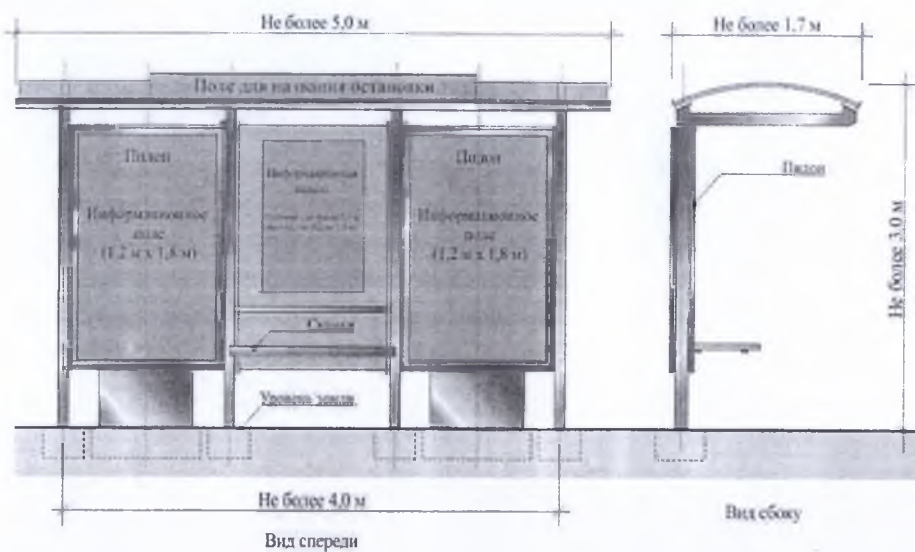 Не более 5,0 м
Не более 1,7 м
Поле для названия остановки
Пилон
Информационное
поле
(1,2 м х 1,8 м)
Информационное
Пилон
Информационное
поле
(1,2 м х 1,8 м)
Пилон
Не более 3,0 м
Скамья
Уровень земли
Не более 4,0 м
Вид сбоку
Вид спереди